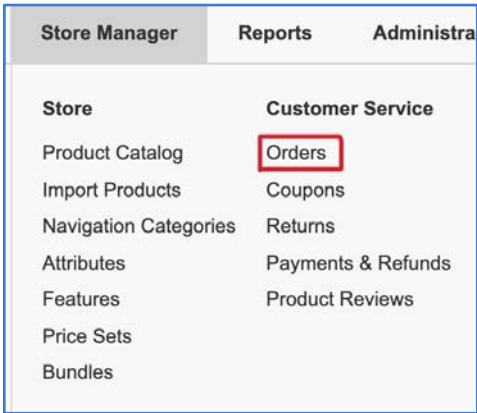 Store Manager Reports Administra
Store
Product Catalog
Import Products
Navigation Categories
Attributes
Features
Price Sets
Bundles
Customer Service
Orders
Coupons
Returns
Payments & Refunds
Product Reviews